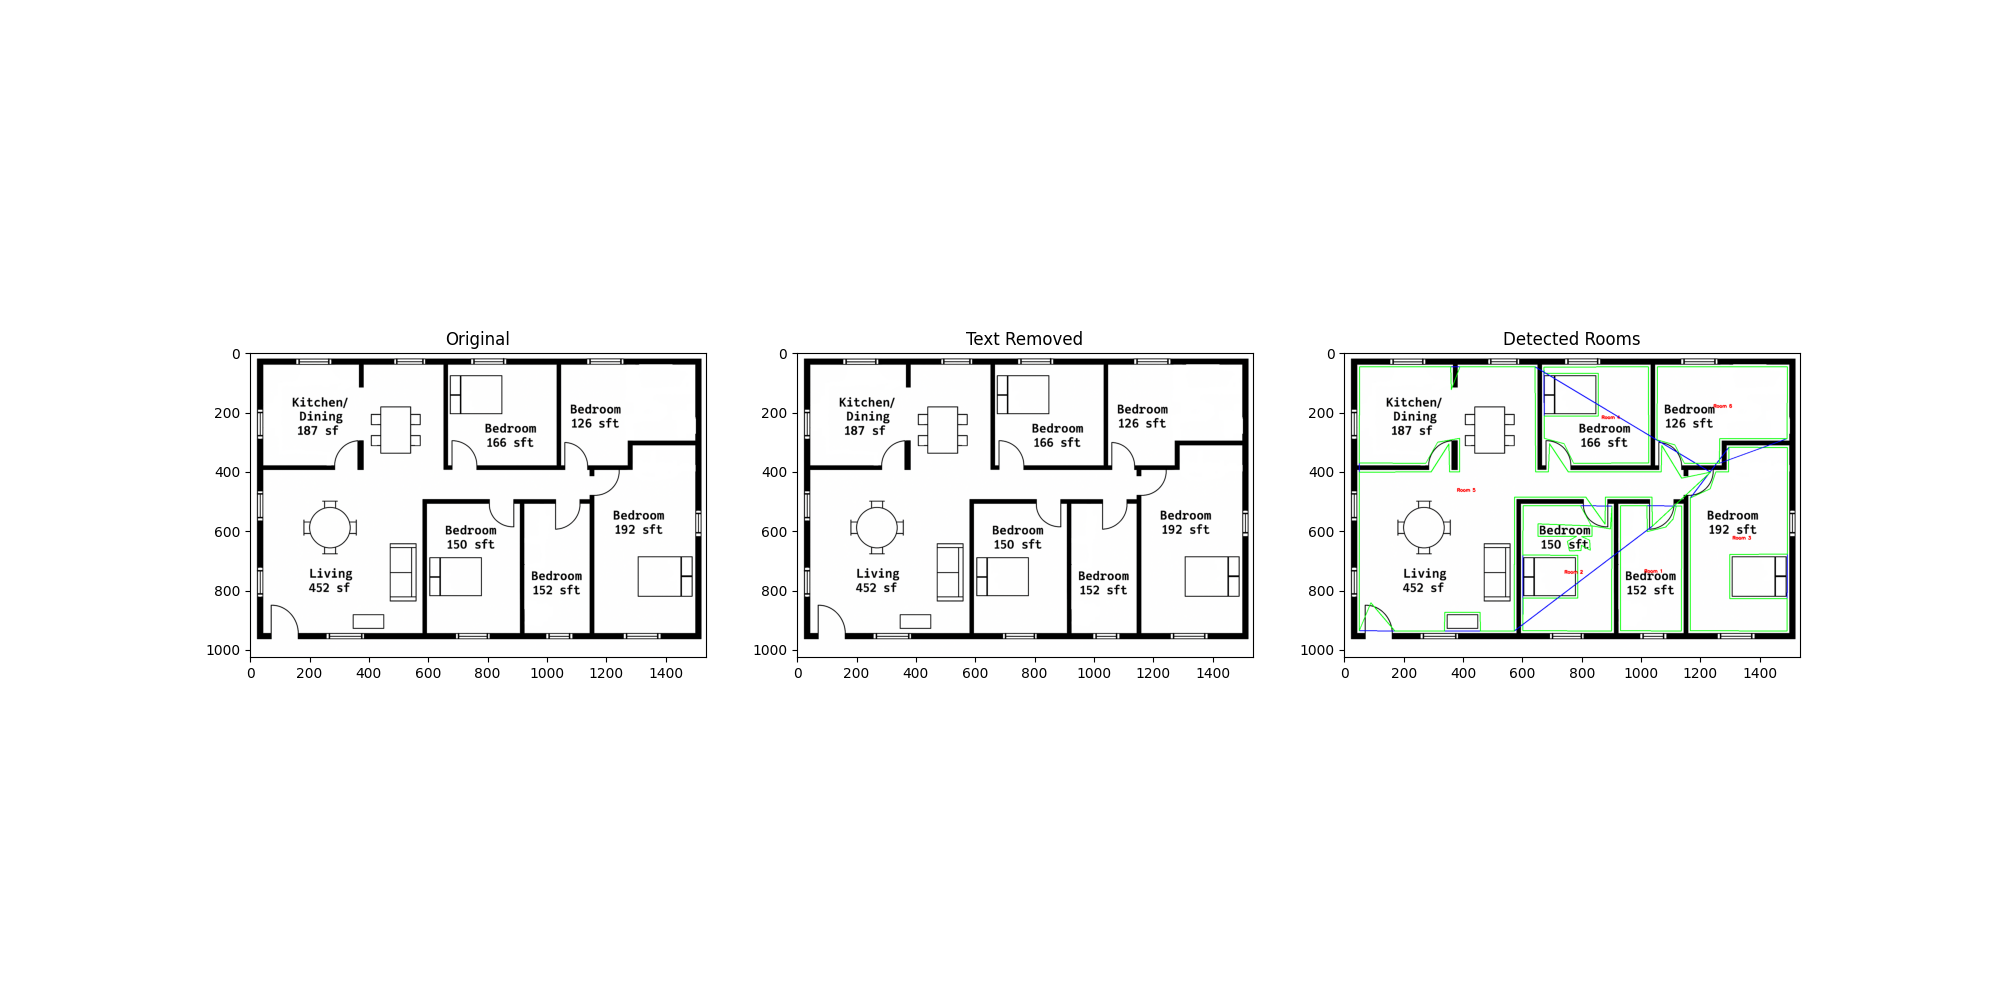 Original
0
200
400
600
800
1000
0
200
400
600
800
1000
1200
1400
Kitchen/
Dining
187 sf
Bedroom
166 sft
Bedroom
126 sft
Bedroom
150 sft
Bedroom
152 sft
Bedroom
192 sft
Living
452 sf
Text Removed
0
200
400
600
800
1000
0
200
400
600
800
1000
1200
1400
Kitchen/
Dining
187 sf
Bedroom
166 sft
Bedroom
126 sft
Bedroom
150 sft
Bedroom
152 sft
Bedroom
192 sft
Living
452 sf
Detected Rooms
0
200
400
600
800
1000
0
200
400
600
800
1000
1200
1400
Kitchen/
Dining
187 sf
Room 4
Bedroom
166 sft
Room 6
Bedroom
126 sft
Room 5
Bedroom
150 sft
Room 2
Room 1
Bedroom
152 sft
Bedroom
192 sft
Room 3
Living
452 sf